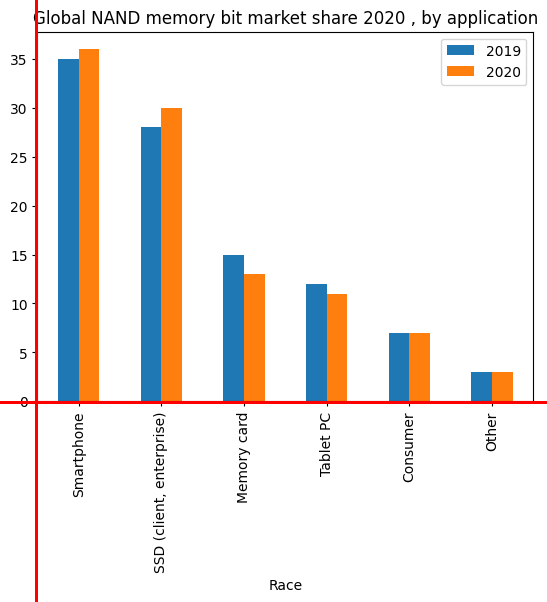 Global NAND memory bit market share 2020 , by application
2019
2020
35
30
25
20
15
10
5
0
Smartphone
SSD (client, enterprise)
Memory card
Tablet PC
Consumer
Other
Race